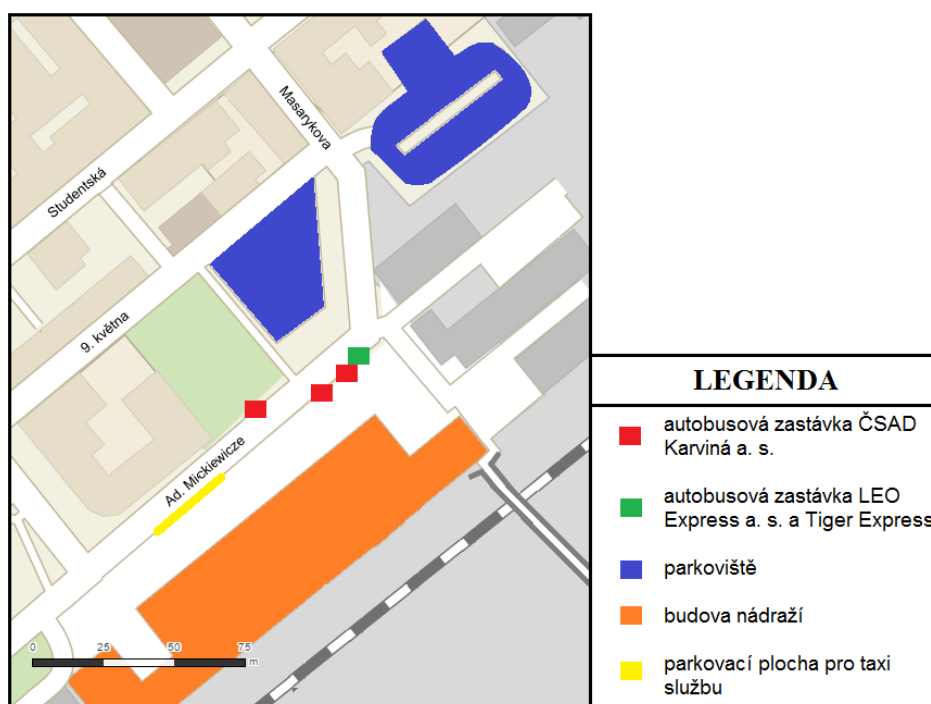 Masarykova
Studentská
9. května
Ad. Mickiewicze
0 25 50 75
m
LEGENDA
autobusová zastávka ČSAD
Karviná a. s.
autobusová zastávka LEO
Express a. s. a Tiger Express
parkoviště
budova nádraží
parkovací plocha pro taxi
službu